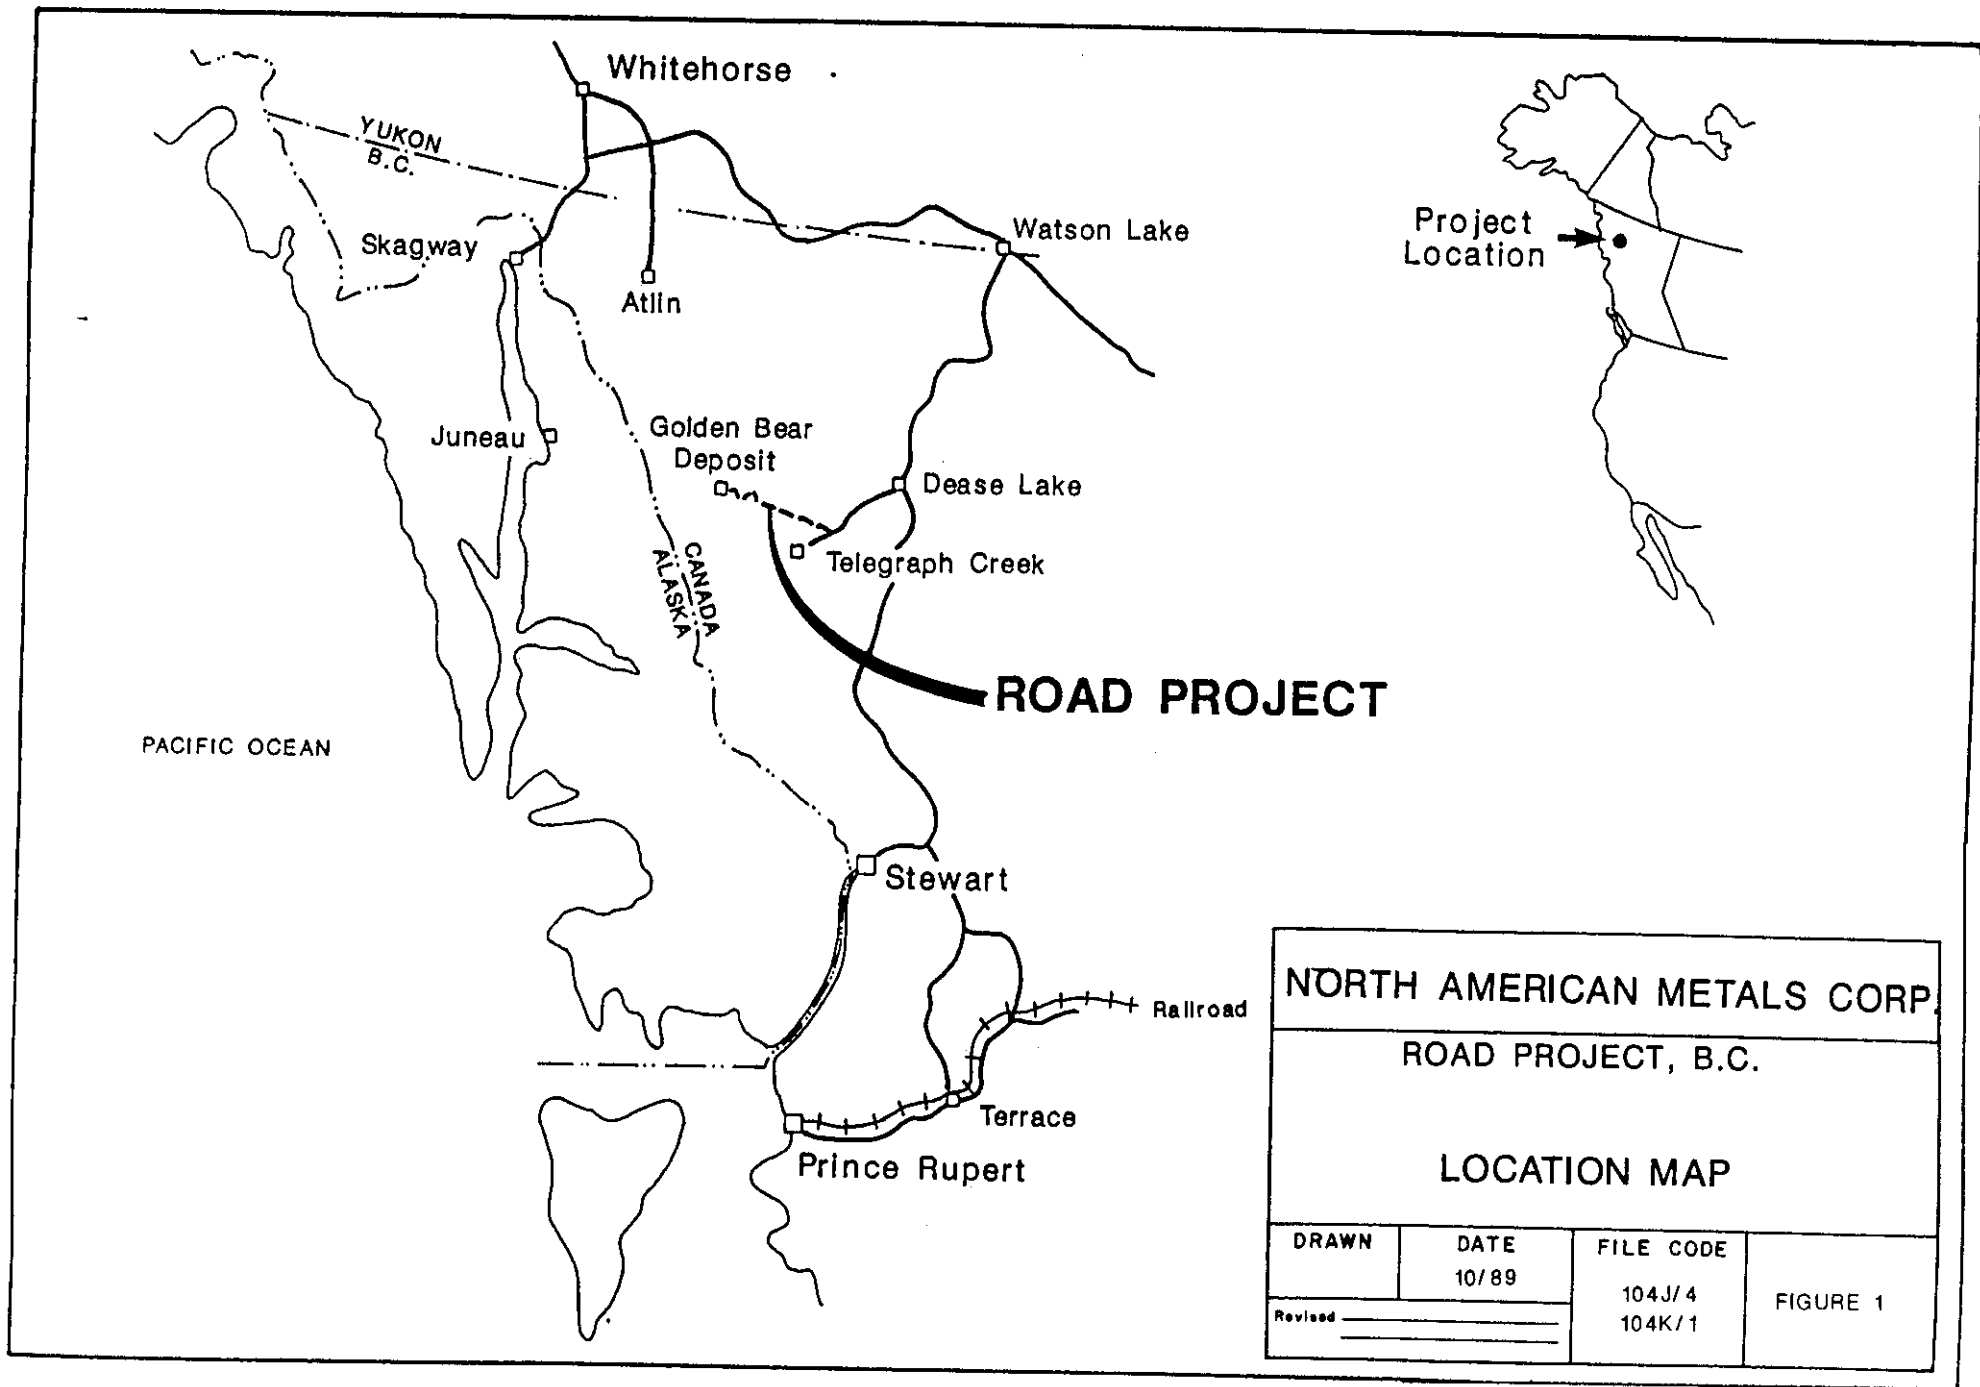 Whitehorse
YUKON
B.C.
Skagway
Atlin
Watson Lake
Project
Location
Juneau
Golden Bear
Deposit
Dease Lake
Telegraph Creek
CANADA
ALASKA
ROAD PROJECT
PACIFIC OCEAN
Stewart
Railroad
Terrace
Prince Rupert
NORTH AMERICAN METALS CORP.
ROAD PROJECT, B.C.
LOCATION MAP
DRAWN
DATE
10/89
FILE CODE
104J/4
104K/1
FIGURE 1
Revised